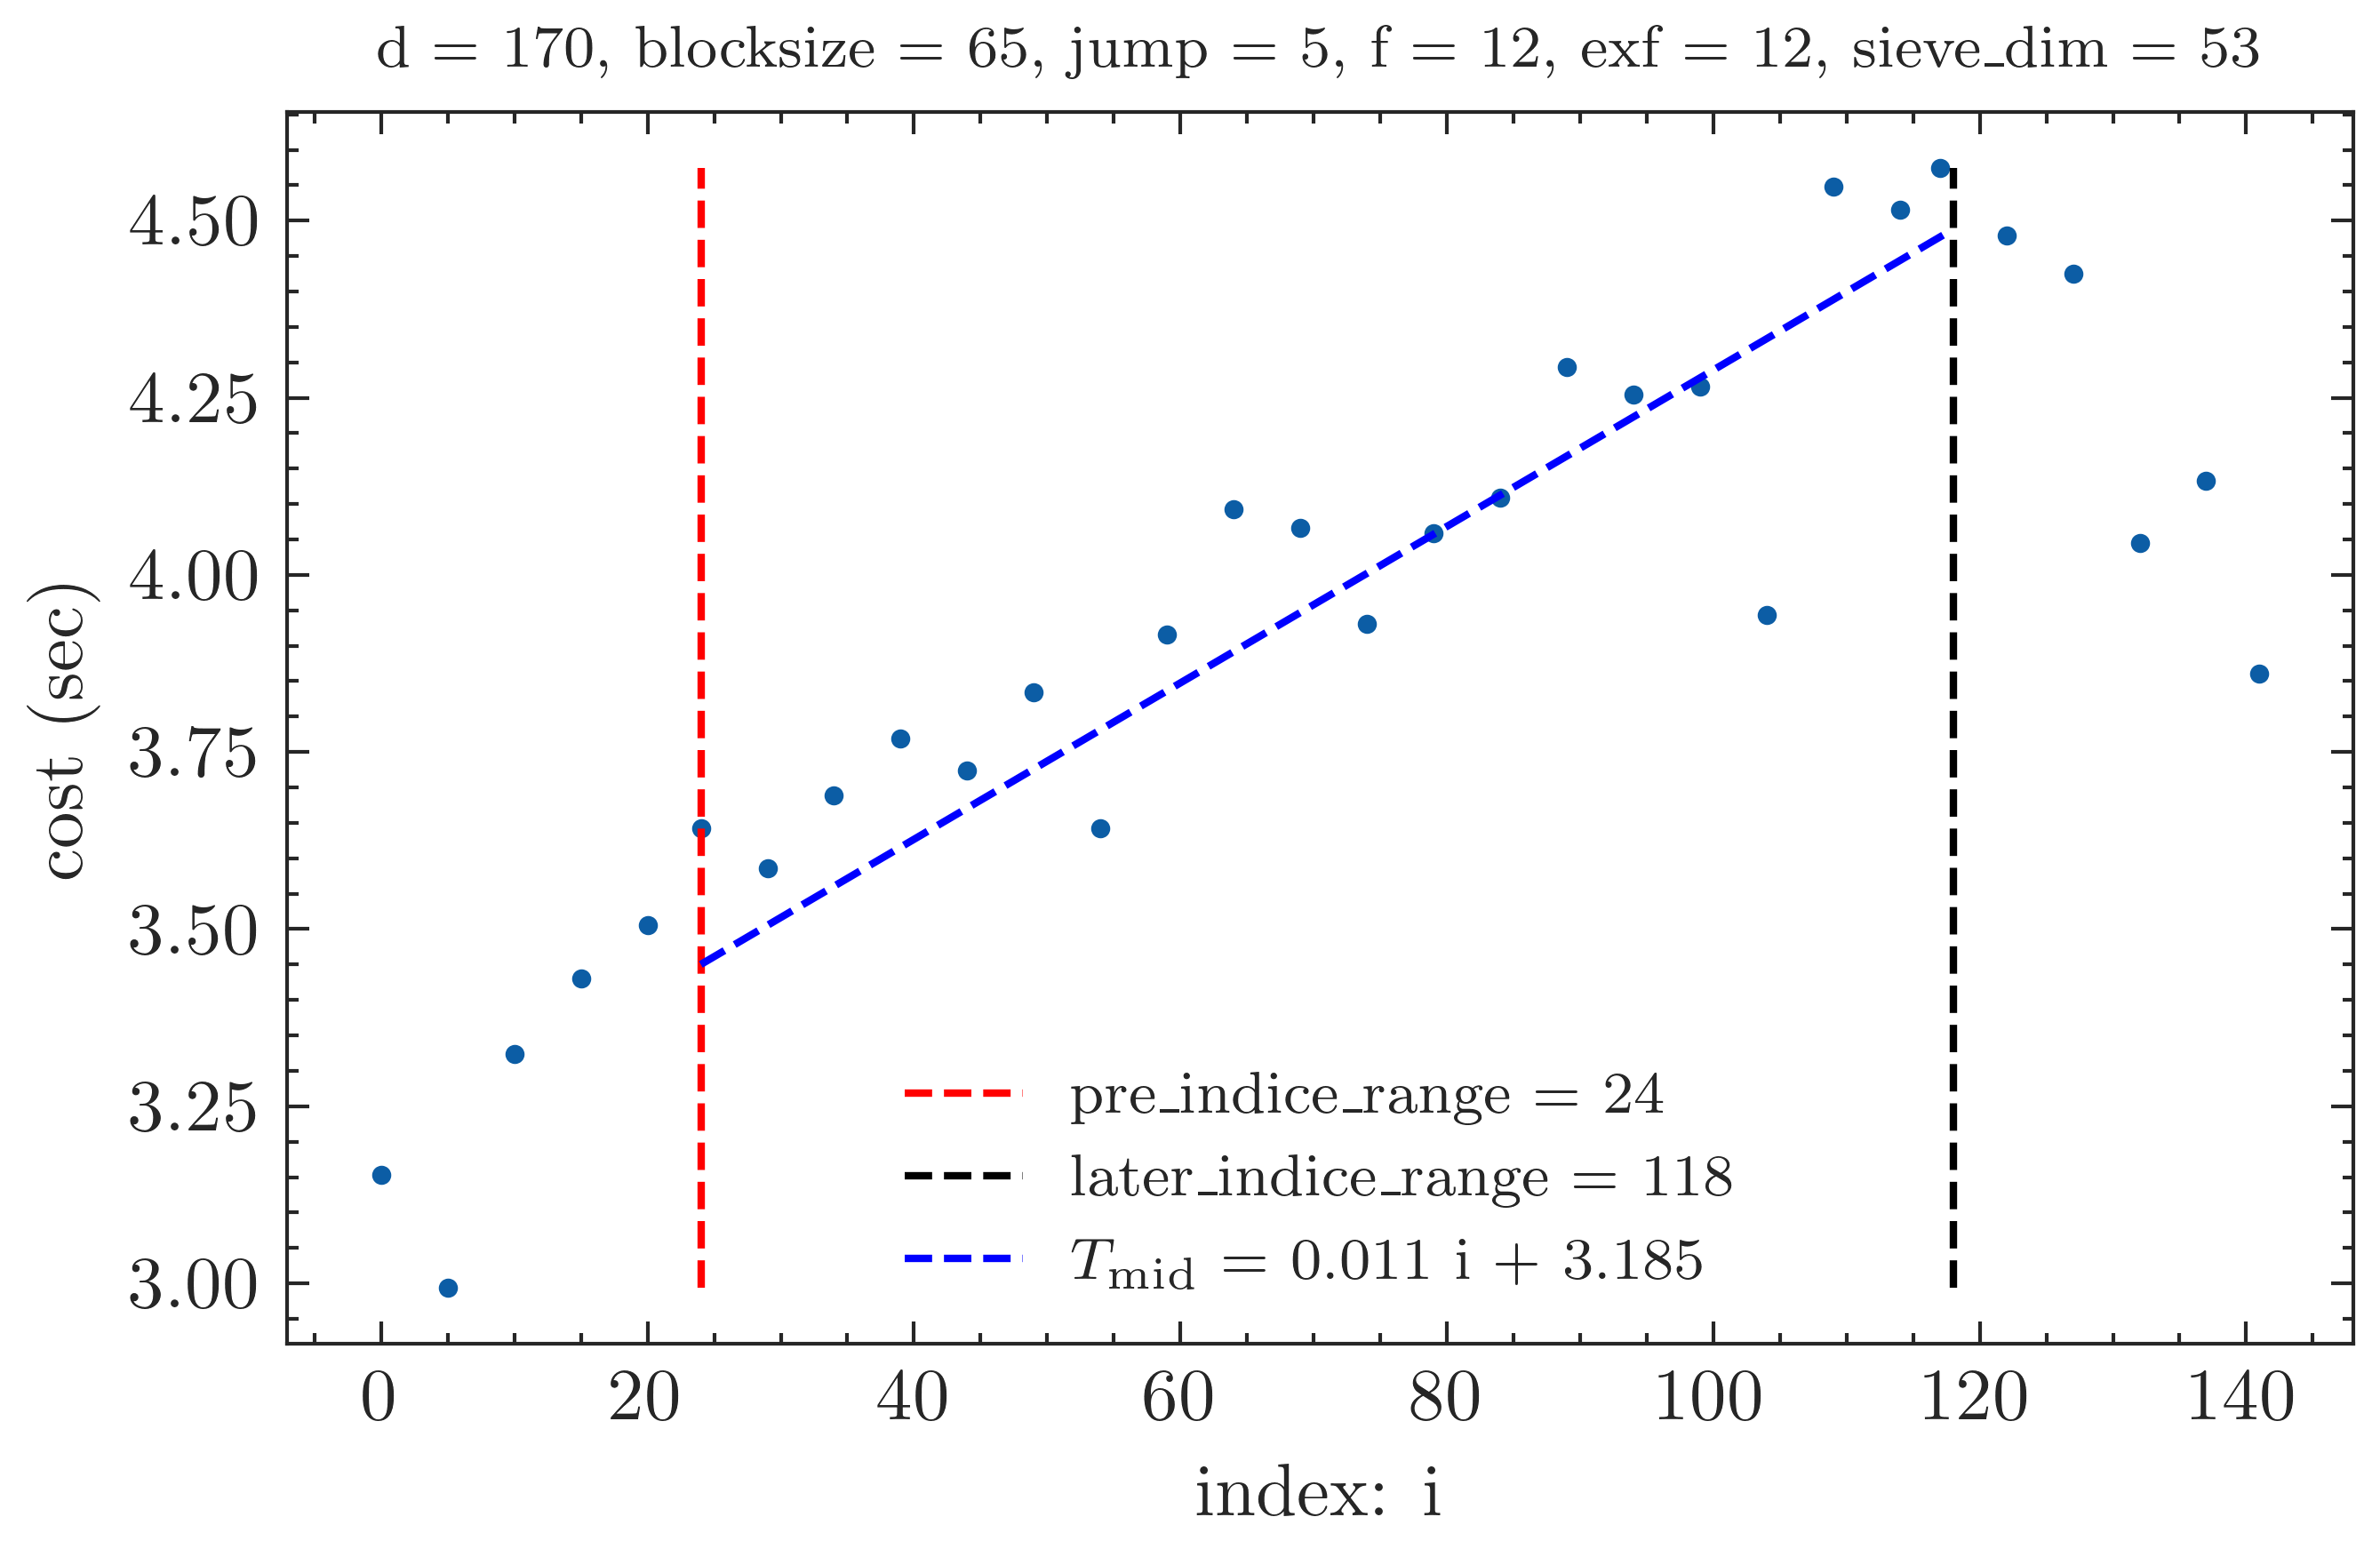 d = 170, blocksize = 65, jump = 5, f = 12, exf = 12, sieve_dim = 53
cost (sec)
4.50
4.25
4.00
3.75
3.50
3.25
3.00
pre_indice_range = 24
later_indice_range = 118
T_mid = 0.011 i + 3.185
0 20 40 60 80 100 120 140
index: i